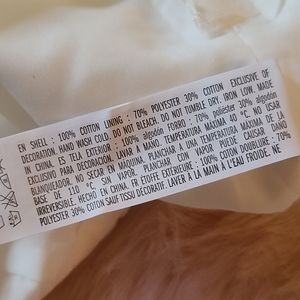 EN SHELL : 100% COTTON LINING : 70% POLYESTER 30% COTTON EXCLUSIVE OF
DECORATION. HAND WASH COLD. DO NOT BLEACH. DO NOT TUMBLE DRY. IRON LOW. MADE
IN CHINA. ES TELA EXTERIOR : 100% algodón FORRO : 70% poliéster 30% algodón
EXCLUSIVO PARA DECORACIÓN. LAVAR A MANO. TEMPERATURA MÁXIMA 40 °C. NO USAR
BLANQUEADOR. NO SECAR EN MÁQUINA. PLANCHAR A UNA TEMPERATURA MÁXIMA DE LA
BASE DE 110 °C. SIN VAPOR. PLANCHAR CON VAPOR PUEDE CAUSAR DAÑO
IRREVERSIBLE. HECHO EN CHINA. FR ÉTOFFE EXTÉRIEURE : 100% COTON DOUBLURE : 70%
POLYESTER 30% COTON SAUF TISSU DÉCORATIF. LAVER À LA MAIN À L'EAU FROIDE. NE